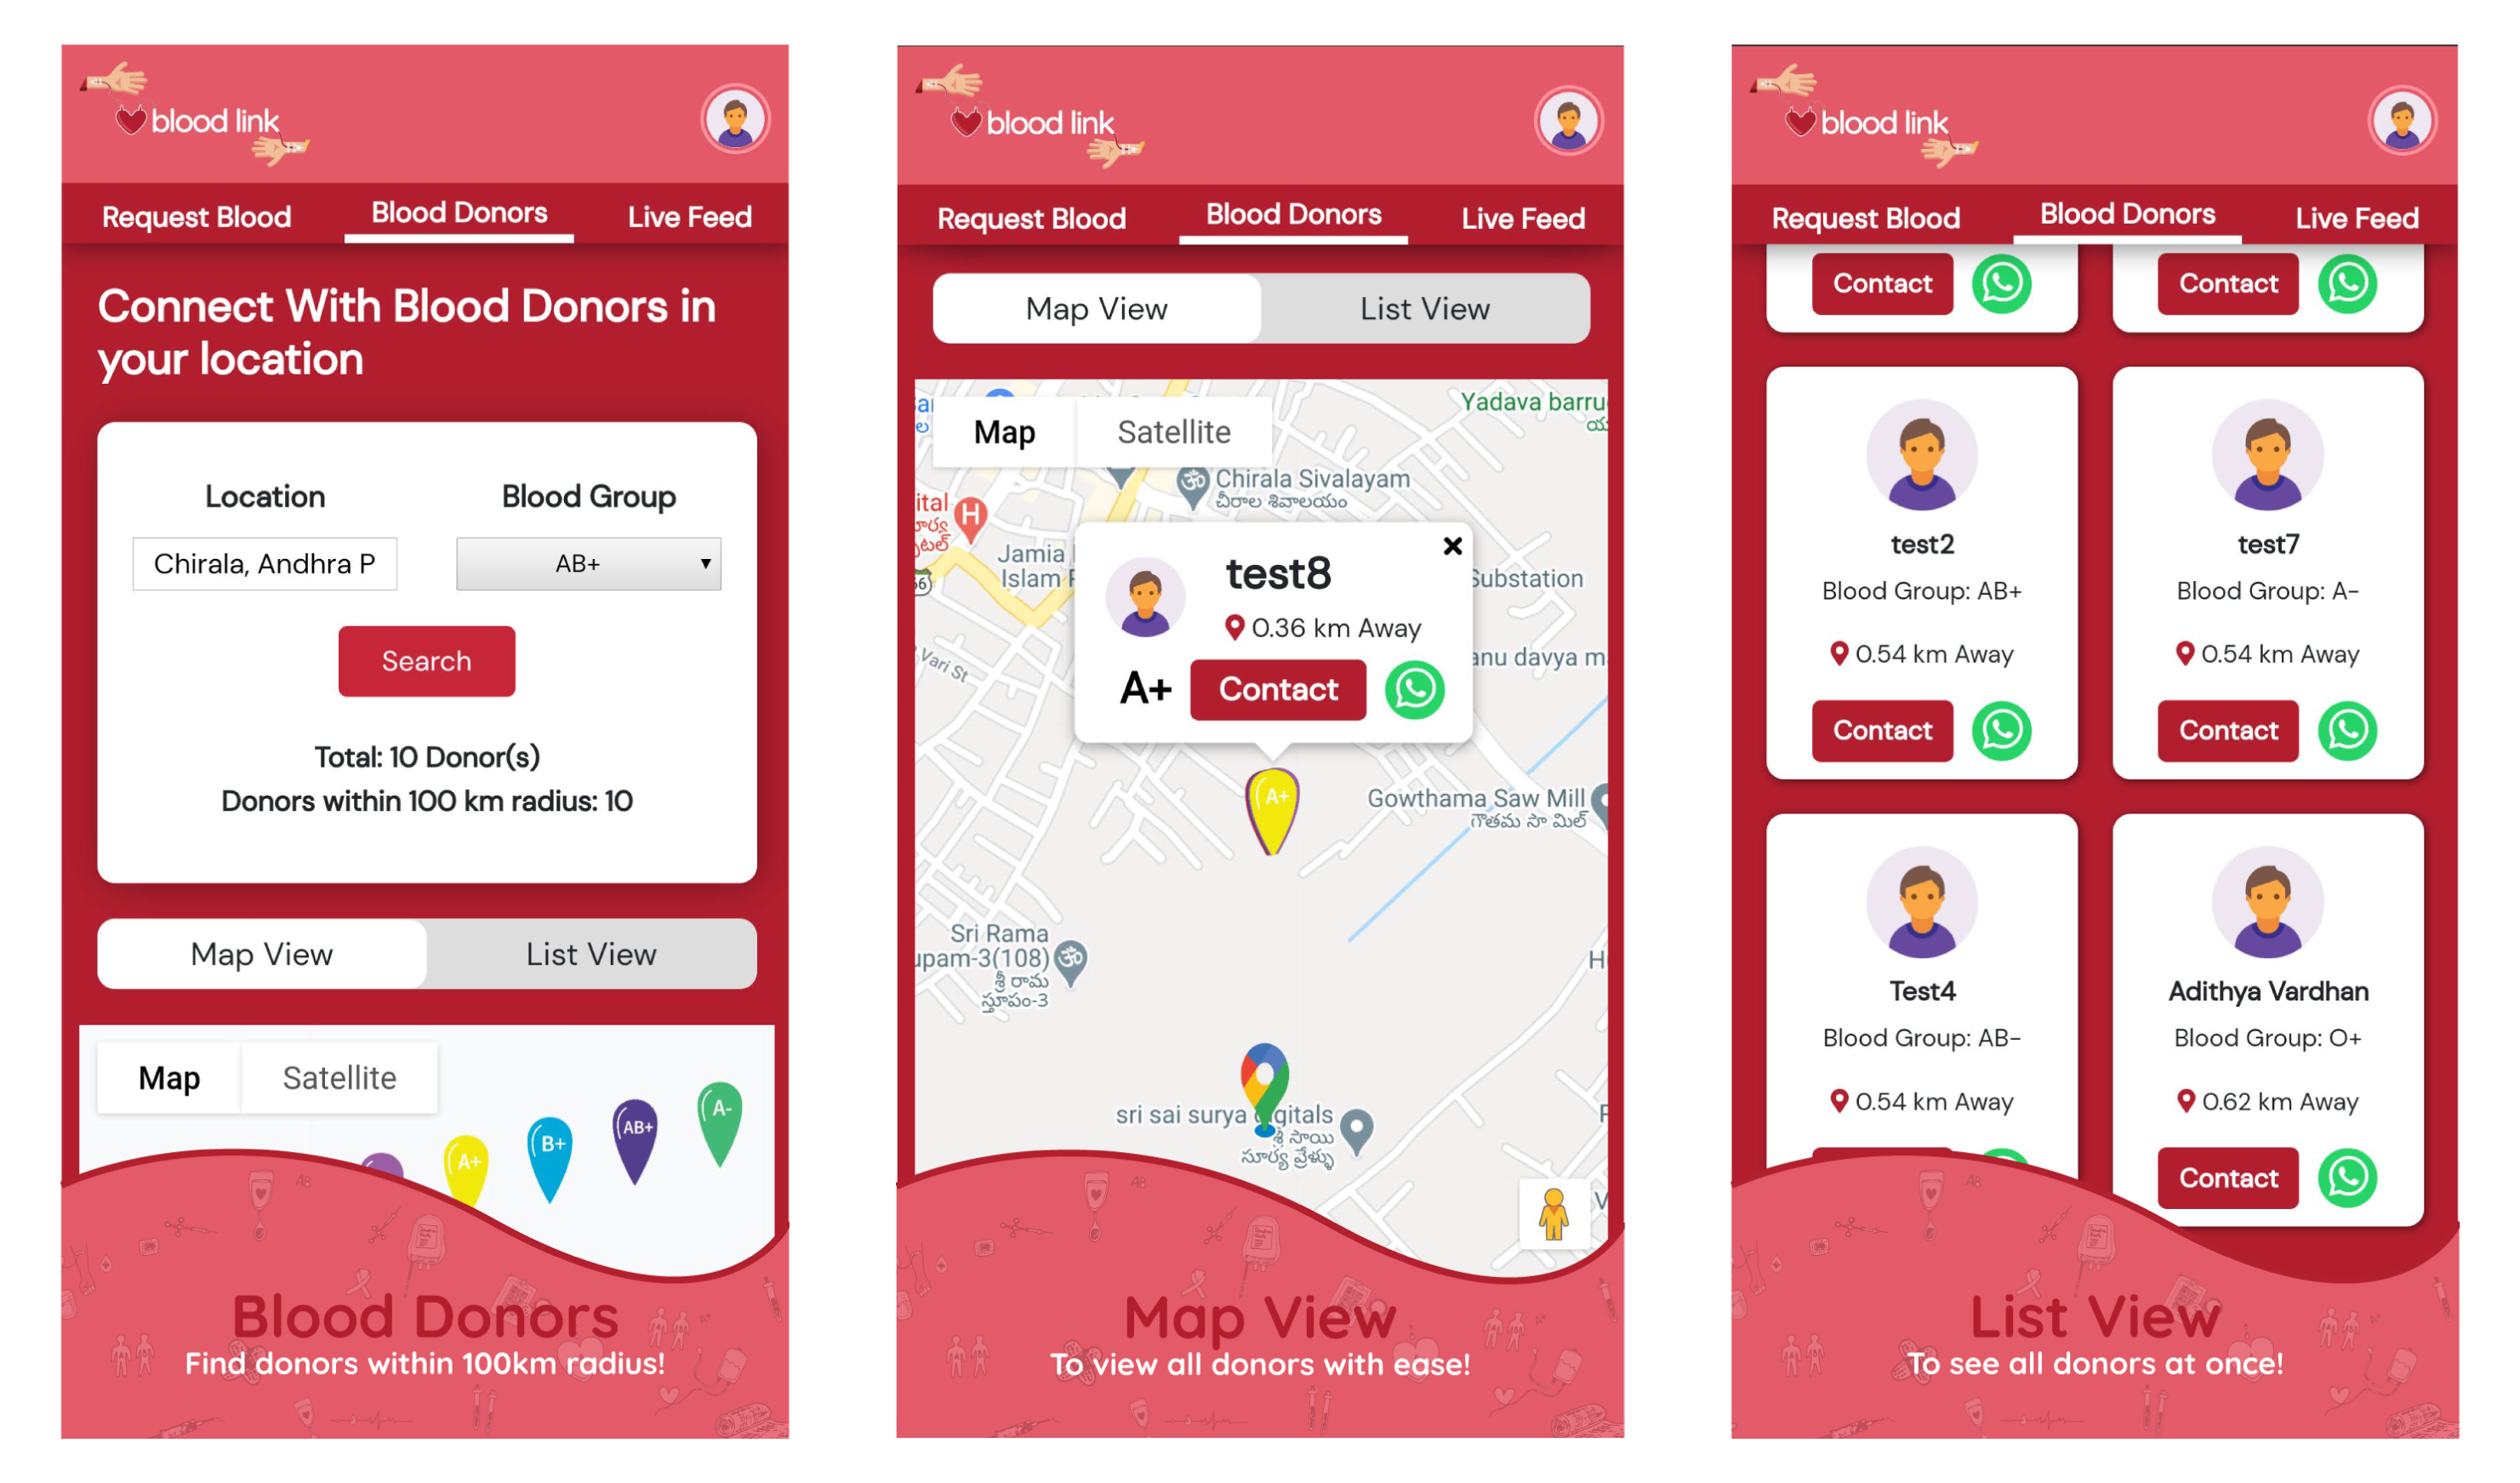 blood link
Request Blood
Blood Donors
Live Feed
Connect With Blood Donors in
your location
Location
Blood Group
Chirala, Andhra P
AB+
Search
Total: 10 Donor(s)
Donors within 100 km radius: 10
Map View
List View
Map
Satellite
A+
B+
AB+
A-
Blood Donors
Find donors within 100km radius!
blood link
Request Blood
Blood Donors
Live Feed
Map View
List View
Map
Satellite
Yadava barru
Chirala Sivalayam
చీరాల శివాలయం
ital
Jamia
Islam
Substation
test8
0.36 km Away
A+
Contact
anu davya m
Vari St
A+
Gowthama Saw Mill
గౌతమ సా మిల్
Sri Rama
upam-3(108)
శ్రీ రామ
స్తూపం-3
sri sai surya digitals
శ్రీ సాయి
సూర్య
Map View
To view all donors with ease!
blood link
Request Blood
Blood Donors
Live Feed
Contact
Contact
test2
Blood Group: AB+
0.54 km Away
Contact
test7
Blood Group: A-
0.54 km Away
Contact
Test4
Blood Group: AB-
0.54 km Away
Adithya Vardhan
Blood Group: O+
0.62 km Away
Contact
List View
To see all donors at once!